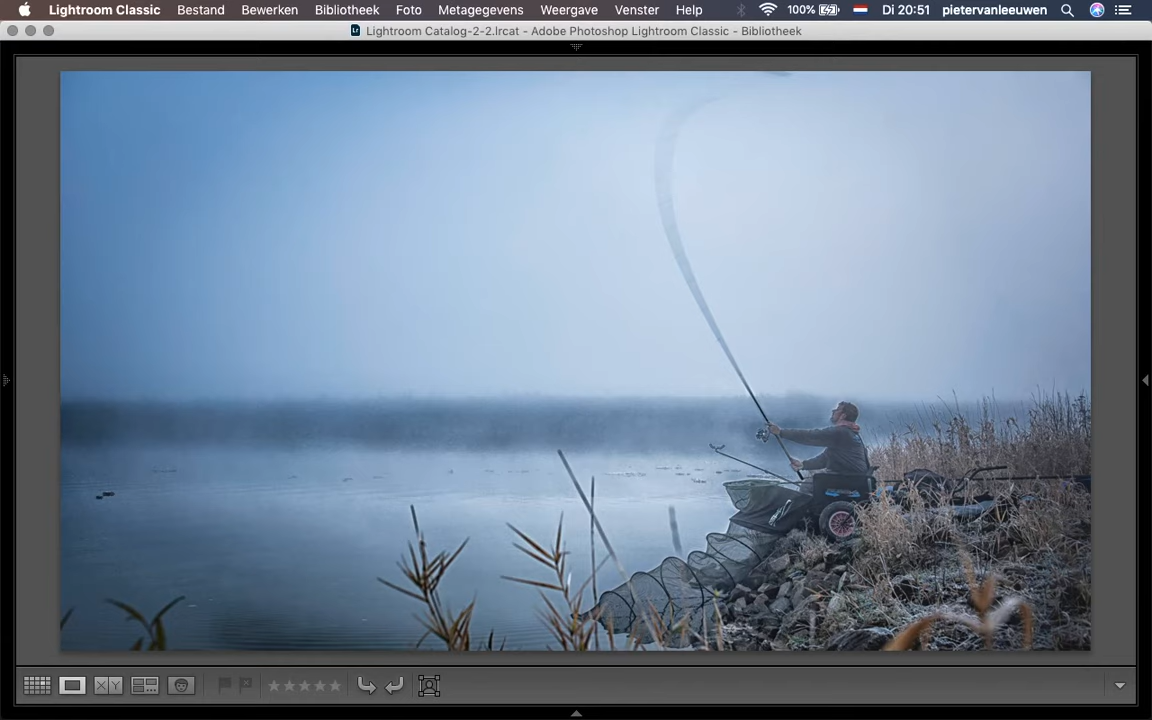 Lightroom Classic Bestand Bewerken Bibliotheek Foto Metagegevens Weergave Venster Help 100% Di 20:51 pietervanleeuwen
Lightroom Catalog-2-2.lrcat - Adobe Photoshop Lightroom Classic - Bibliotheek
XY